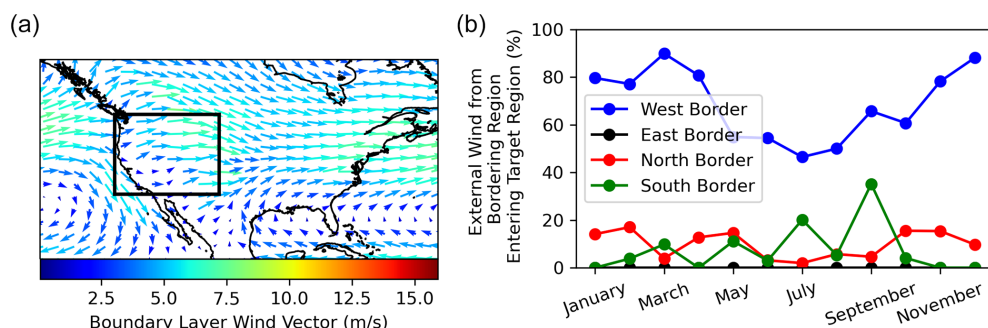 (a)
2.5 5.0 7.5 10.0 12.5 15.0
Boundary Layer Wind Vector (m/s)
(b)
External Wind from
Bordering Region
Entering Target Region (%)
100
80
60
40
20
0
West Border
East Border
North Border
South Border
January March May July September November